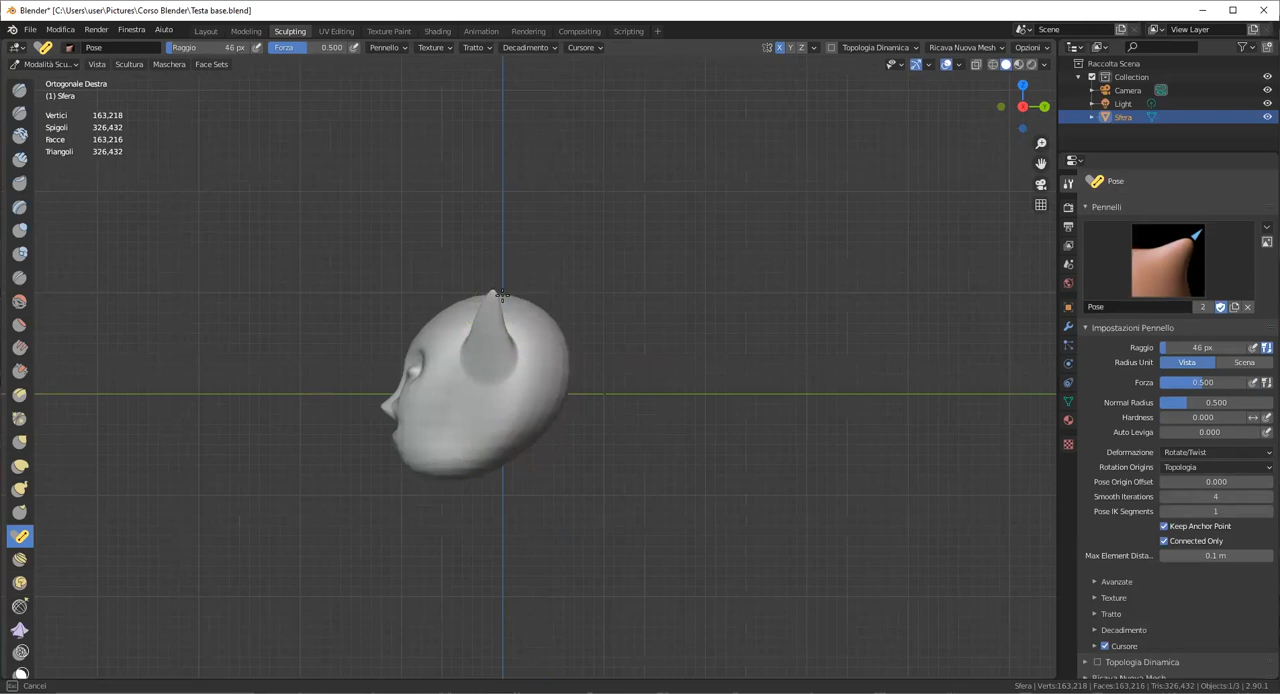 Blender* [C:\Users\user\Pictures\Corso Blender\Testa base.blend]
File Modifica Render Finestra Aiuto Layout Modeling Sculpting UV Editing Texture Paint Shading Animation Rendering Compositing Scripting + Scene View Layer
Pose Raggio 46 px Forza 0.500 Pennello Texture Tratto Decadimento Cursore X Y Z Topologia Dinamica Ricava Nuova Mesh Opzioni
Modalità Scu... Vista Scultura Maschera Face Sets
Raccolta Scena
Collection
Camera
Light
Sfera
Ortogonale Destra
(1) Sfera
Vertici 163,218
Spigoli 326,432
Facce 163,216
Triangoli 326,432
Z
X Y
Pose
Pennelli
Pose 2
Impostazioni Pennello
Raggio 46 px
Radius Unit Vista Scena
Forza 0.500
Normal Radius 0.500
Hardness 0.000
Auto Leviga 0.000
Deformazione Rotate/Twist
Rotation Origins Topologia
Pose Origin Offset 0.000
Smooth Iterations 4
Pose IK Segments 1
Keep Anchor Point
Connected Only
Max Element Dista... 0.1 m
Avanzate
Texture
Tratto
Decadimento
Cursore
Topologia Dinamica
Ricava Nuova Mesh
Esc Cancel Sfera | Verts:163,218 | Faces:163,216 | Tris:326,432 | Objects:1/3 | 2.90.1